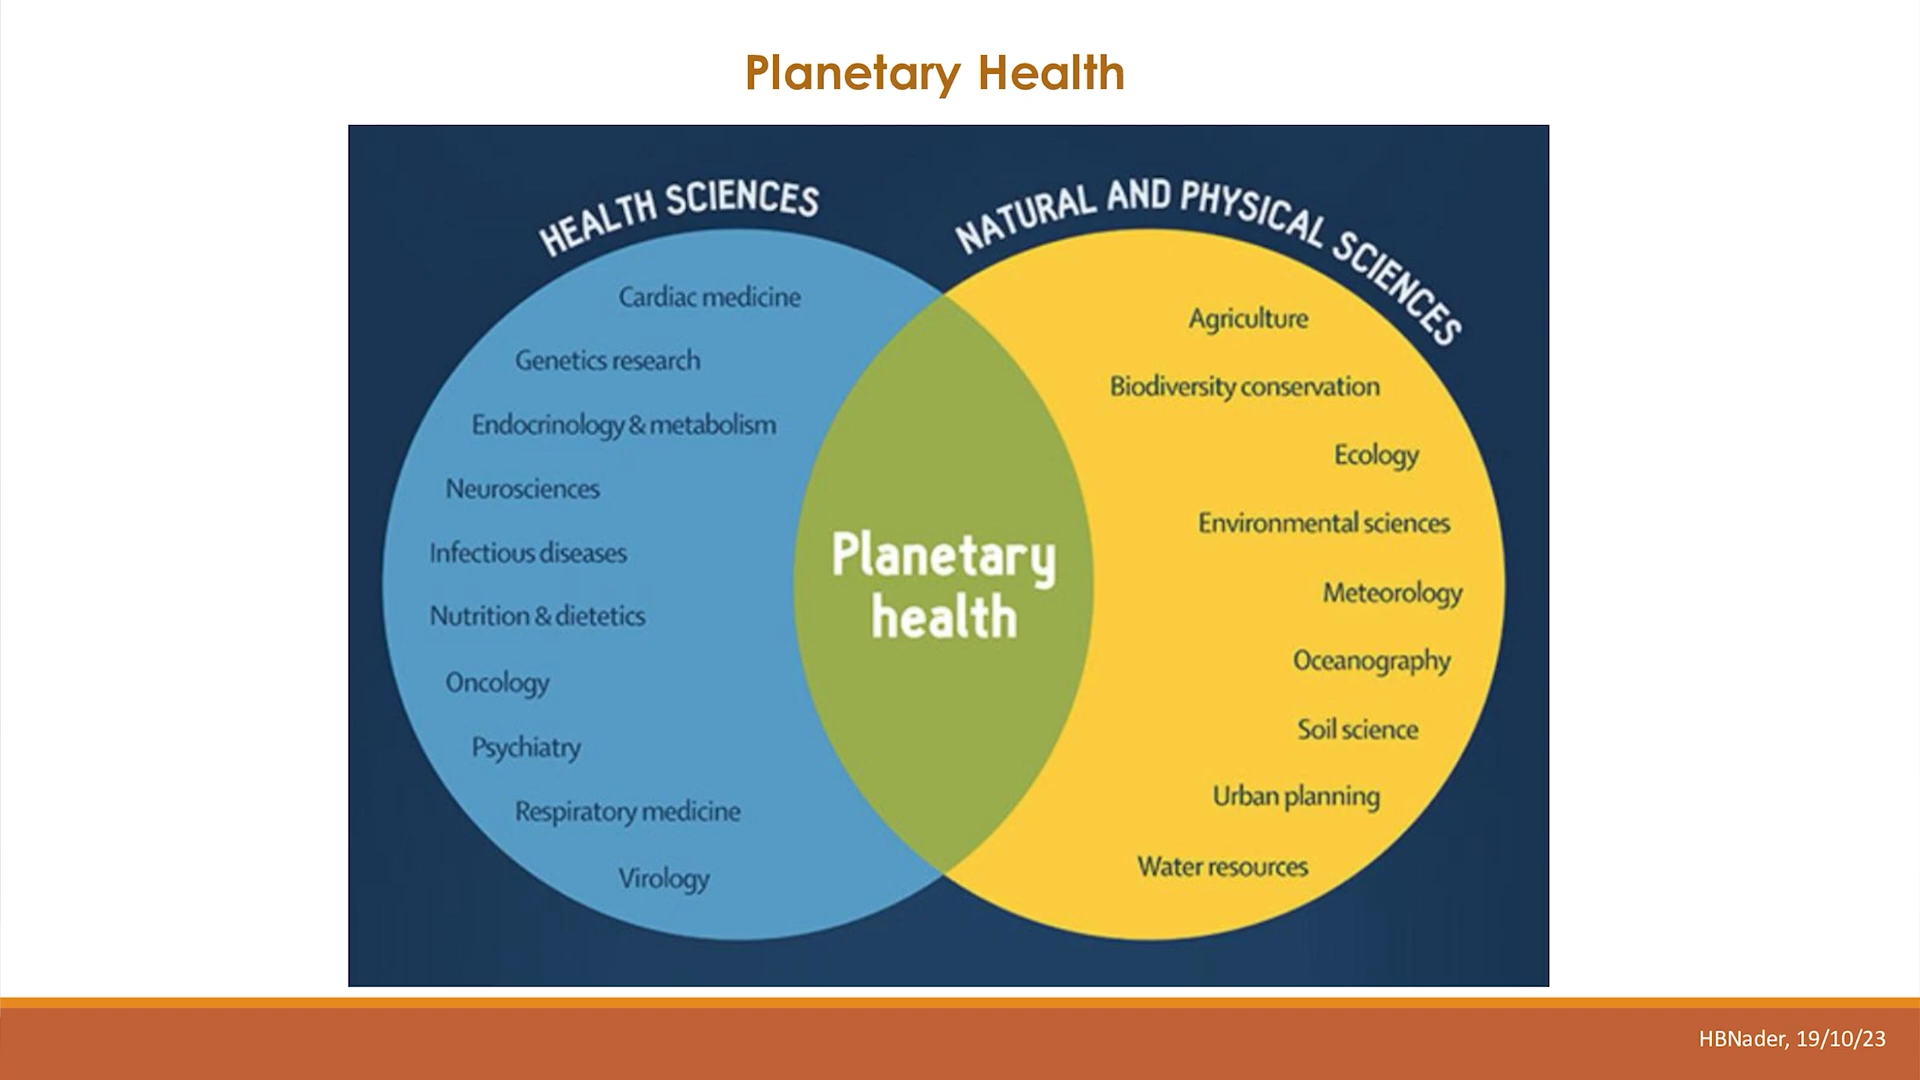 Planetary Health
HEALTH SCIENCES
Cardiac medicine
Genetics research
Endocrinology & metabolism
Neurosciences
Infectious diseases
Nutrition & dietetics
Oncology
Psychiatry
Respiratory medicine
Virology
Planetary
health
NATURAL AND PHYSICAL SCIENCES
Agriculture
Biodiversity conservation
Ecology
Environmental sciences
Meteorology
Oceanography
Soil science
Urban planning
Water resources
HBNader, 19/10/23